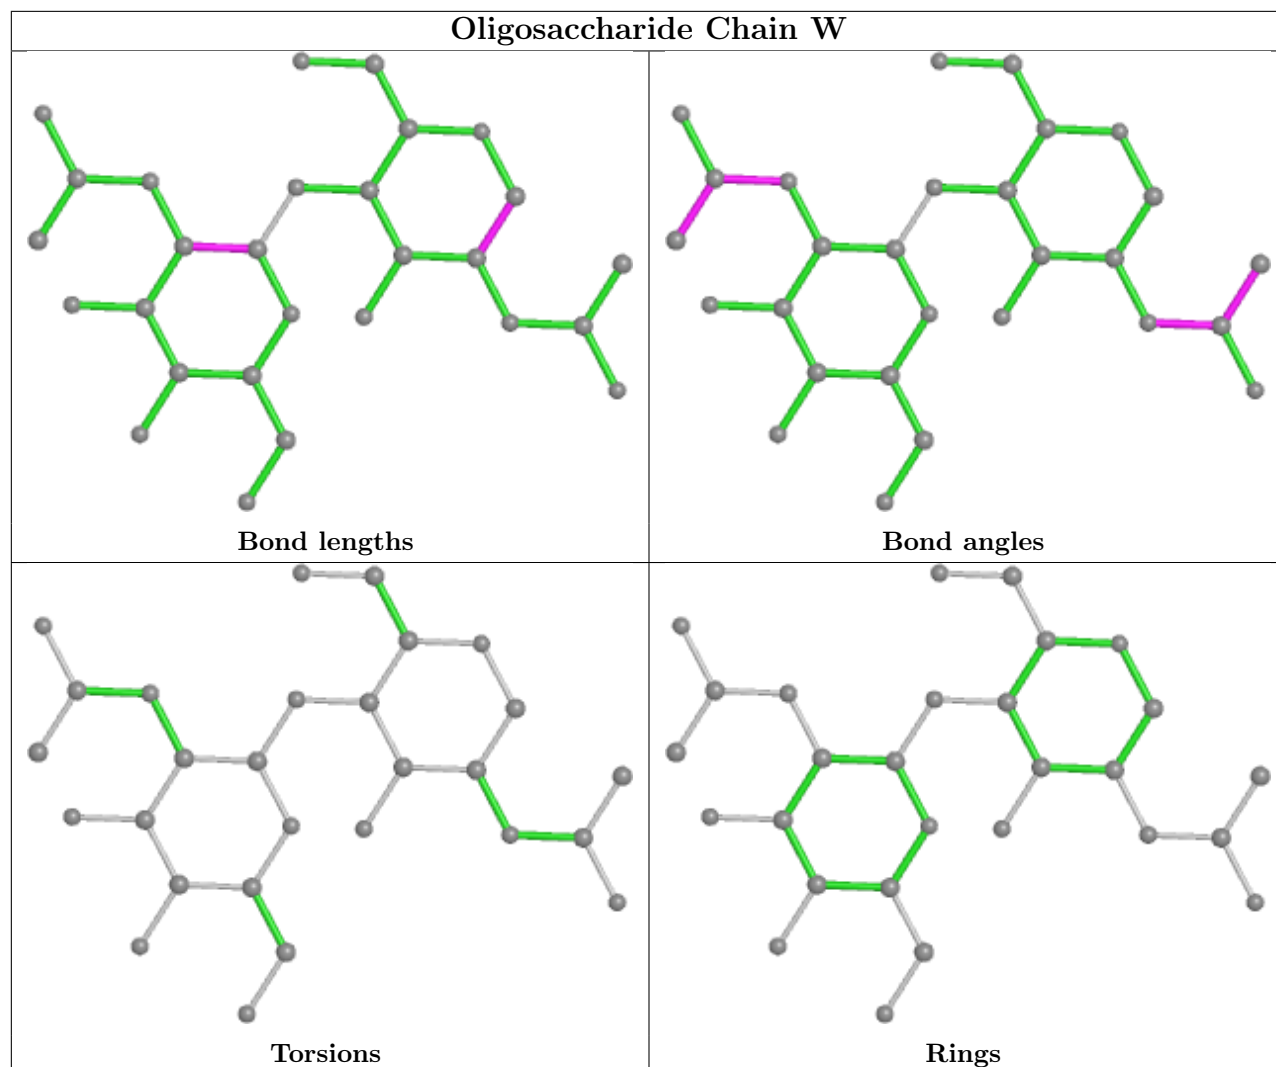 Oligosaccharide Chain W
Bond lengths
Bond angles
Torsions
Rings